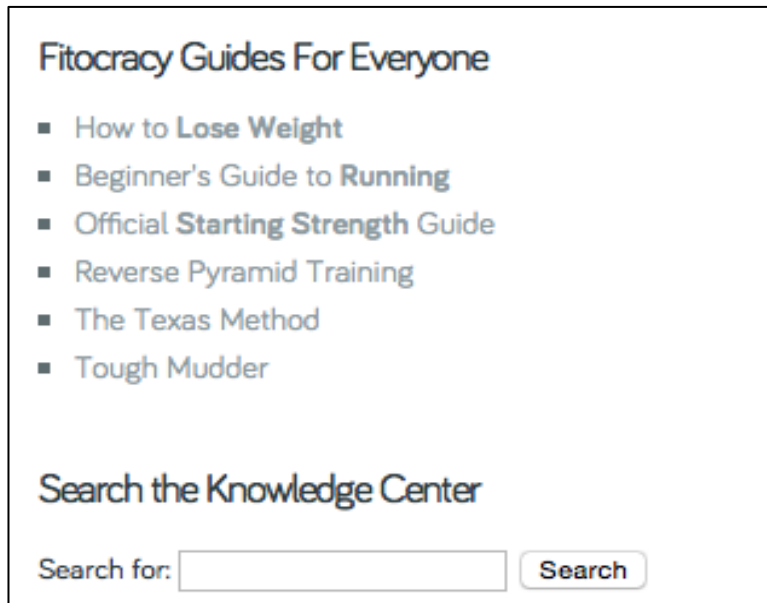 Fitocracy Guides For Everyone
How to Lose Weight
Beginner's Guide to Running
Official Starting Strength Guide
Reverse Pyramid Training
The Texas Method
Tough Mudder
Search the Knowledge Center
Search for: Search